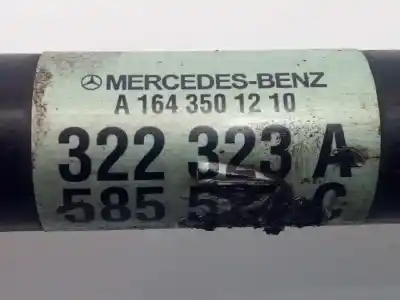 MERCEDES-BENZ
A 164 350 12 10
322 323 A
585 C